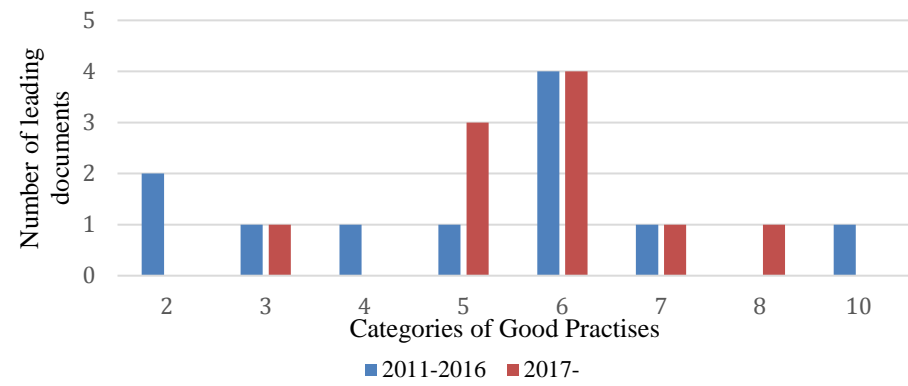 Number of leading
documents
5
4
3
2
1
0
2 3 4 5 6 7 8 10
Categories of Good Practises
2011-2016 2017-